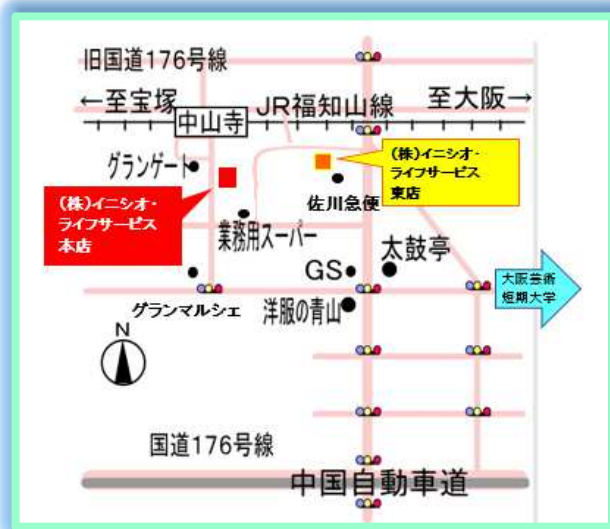 旧国道176号線
←至宝塚
JR福知山線
至大阪→
中山寺
グランゲート
(株)イニシオ・
ライフサービス
東店
(株)イニシオ・
ライフサービス
本店
佐川急便
業務用スーパー
太鼓亭
GS
大阪芸術
短期大学
グランマルシェ
洋服の青山
N
国道176号線
中国自動車道